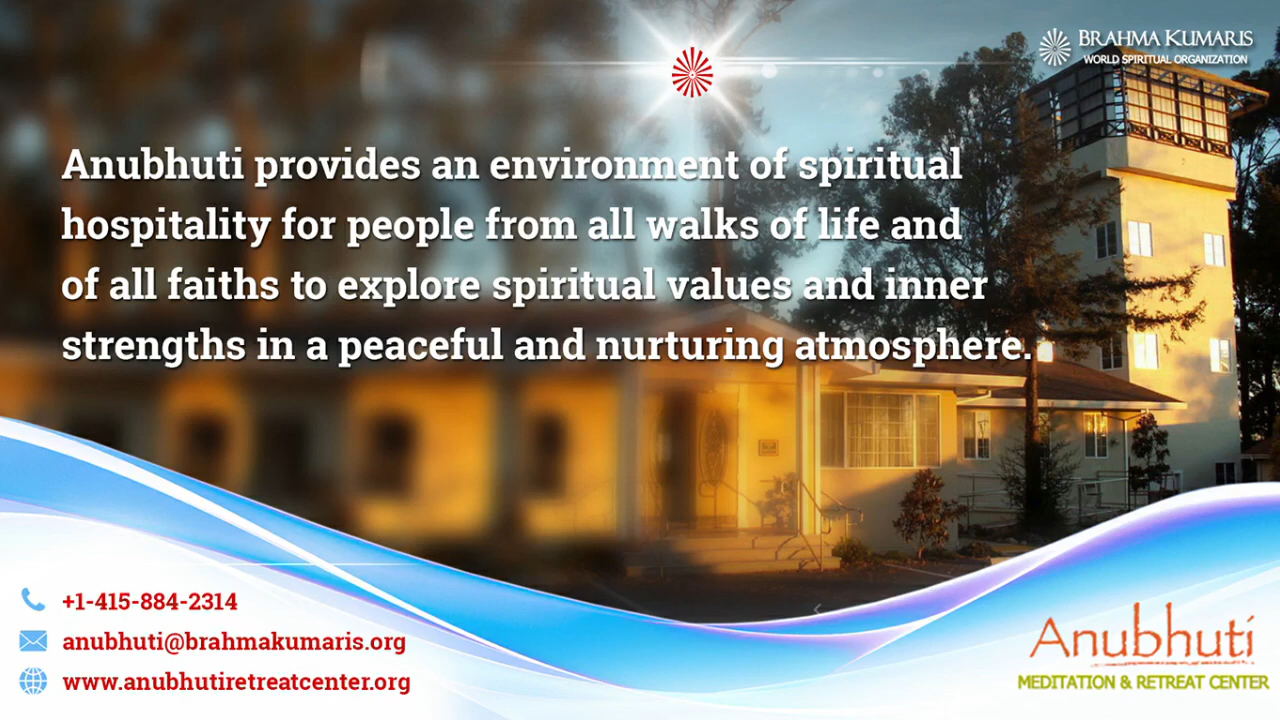 BRAHMA KUMARIS
WORLD SPIRITUAL ORGANIZATION
Anubhuti provides an environment of spiritual
hospitality for people from all walks of life and
of all faiths to explore spiritual values and inner
strengths in a peaceful and nurturing atmosphere.
+1-415-884-2314
anubhuti@brahmakumaris.org
www.anubhutiretreatcenter.org
Anubhuti
MEDITATION & RETREAT CENTER